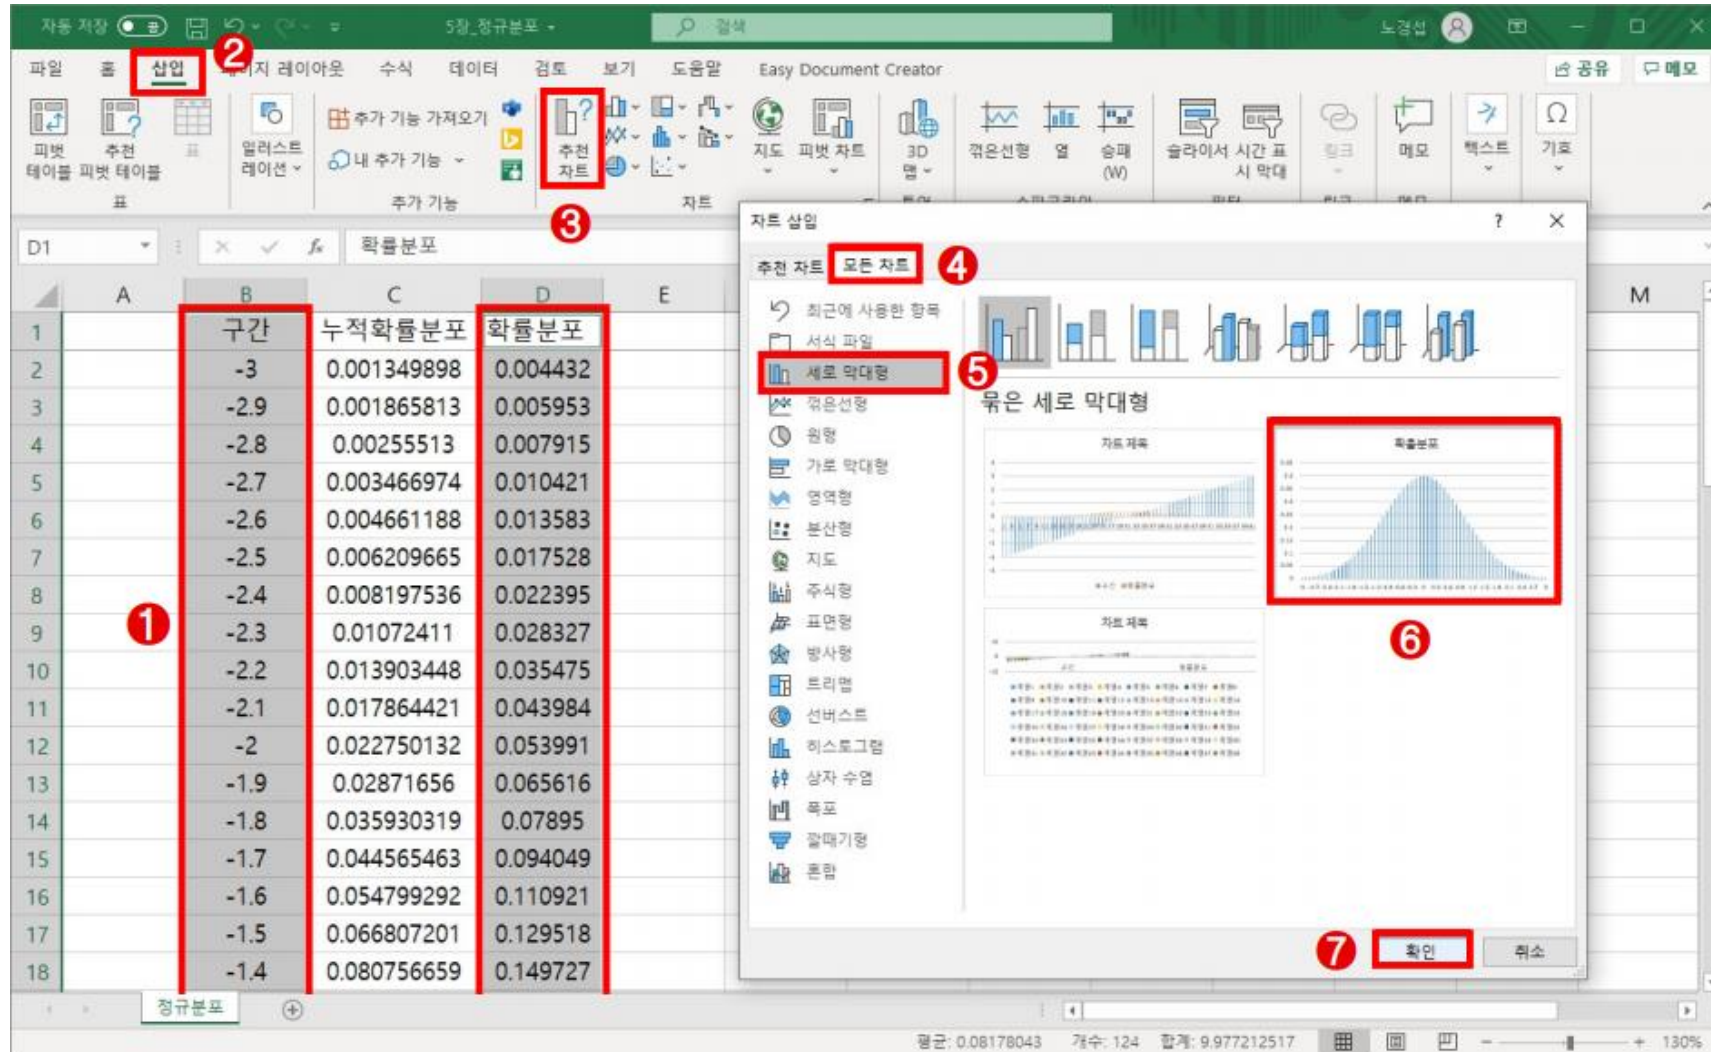 자동 저장 끔 5장_정규분포 검색 노경섭
파일 홈 삽입 페이지 레이아웃 수식 데이터 검토 보기 도움말 Easy Document Creator 공유 메모
피벗 테이블
추천 피벗 테이블
표
일러스트레이션
추가 기능 가져오기
내 추가 기능
추천 차트
지도
피벗 차트
3D 맵
꺾은선형
열
승패 (W)
슬라이서
시간 표시 막대
링크
메모
텍스트
기호
표 추가 기능 차트
D1 fx 확률분포
A B C D E M
1 구간 누적확률분포 확률분포
2 -3 0.001349898 0.004432
3 -2.9 0.001865813 0.005953
4 -2.8 0.00255513 0.007915
5 -2.7 0.003466974 0.010421
6 -2.6 0.004661188 0.013583
7 -2.5 0.006209665 0.017528
8 -2.4 0.008197536 0.022395
9 -2.3 0.01072411 0.028327
10 -2.2 0.013903448 0.035475
11 -2.1 0.017864421 0.043984
12 -2 0.022750132 0.053991
13 -1.9 0.02871656 0.065616
14 -1.8 0.035930319 0.07895
15 -1.7 0.044565463 0.094049
16 -1.6 0.054799292 0.110921
17 -1.5 0.066807201 0.129518
18 -1.4 0.080756659 0.149727
차트 삽입 ? ×
추천 차트 모든 차트
최근에 사용한 항목
서식 파일
세로 막대형
꺾은선형
원형
가로 막대형
영역형
분산형
지도
주식형
표면형
방사형
트리맵
선버스트
히스토그램
상자 수염
폭포
깔때기형
혼합
묶은 세로 막대형
차트 제목
확률분포
차트 제목
확인 취소
❶
❷
❸
❹
❺
❻
❼
정규분포
평균: 0.08178043 개수: 124 합계: 9.977212517 130%